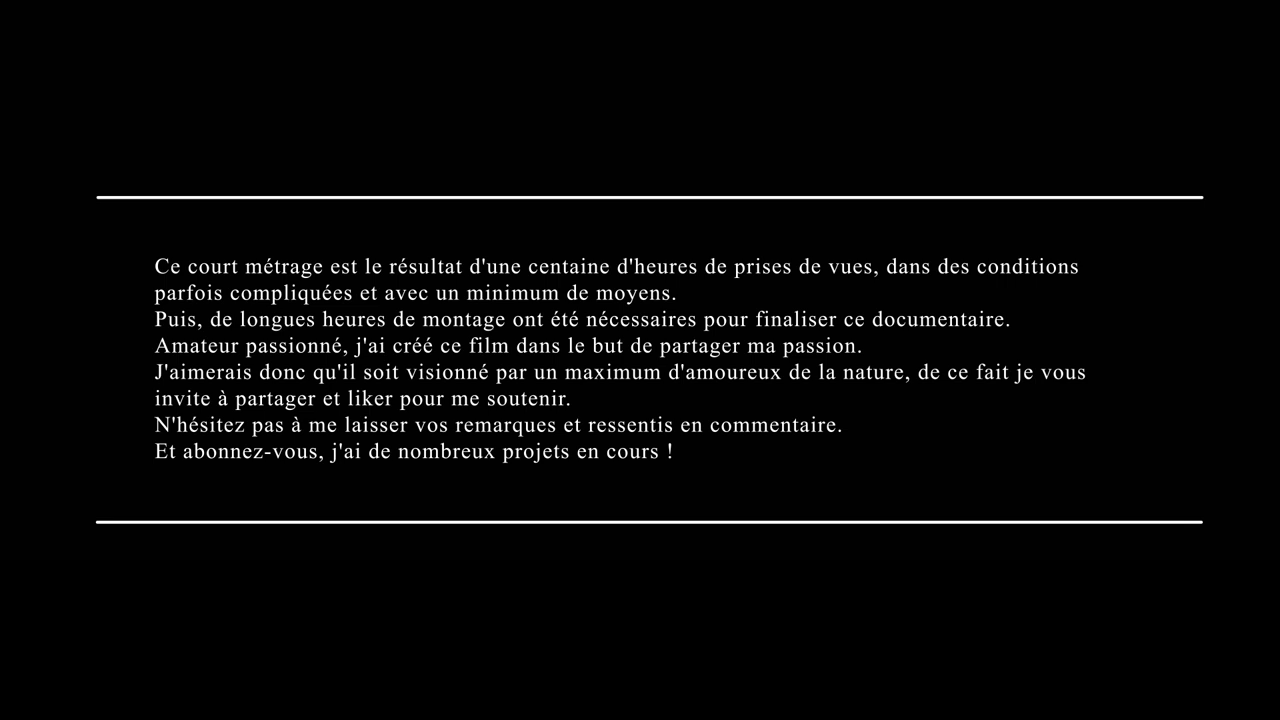 Ce court métrage est le résultat d'une centaine d'heures de prises de vues, dans des conditions
parfois compliquées et avec un minimum de moyens.
Puis, de longues heures de montage ont été nécessaires pour finaliser ce documentaire.
Amateur passionné, j'ai créé ce film dans le but de partager ma passion.
J'aimerais donc qu'il soit visionné par un maximum d'amoureux de la nature, de ce fait je vous
invite à partager et liker pour me soutenir.
N'hésitez pas à me laisser vos remarques et ressentis en commentaire.
Et abonnez-vous, j'ai de nombreux projets en cours !